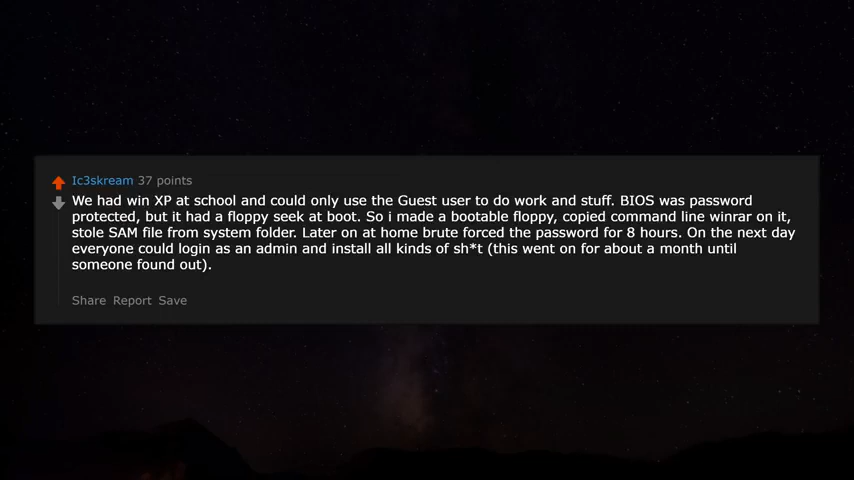 Ic3skream 37 points
We had win XP at school and could only use the Guest user to do work and stuff. BIOS was password
protected, but it had a floppy seek at boot. So i made a bootable floppy, copied command line winrar on it,
stole SAM file from system folder. Later on at home brute forced the password for 8 hours. On the next day
everyone could login as an admin and install all kinds of sh*t (this went on for about a month until
someone found out).
Share Report Save